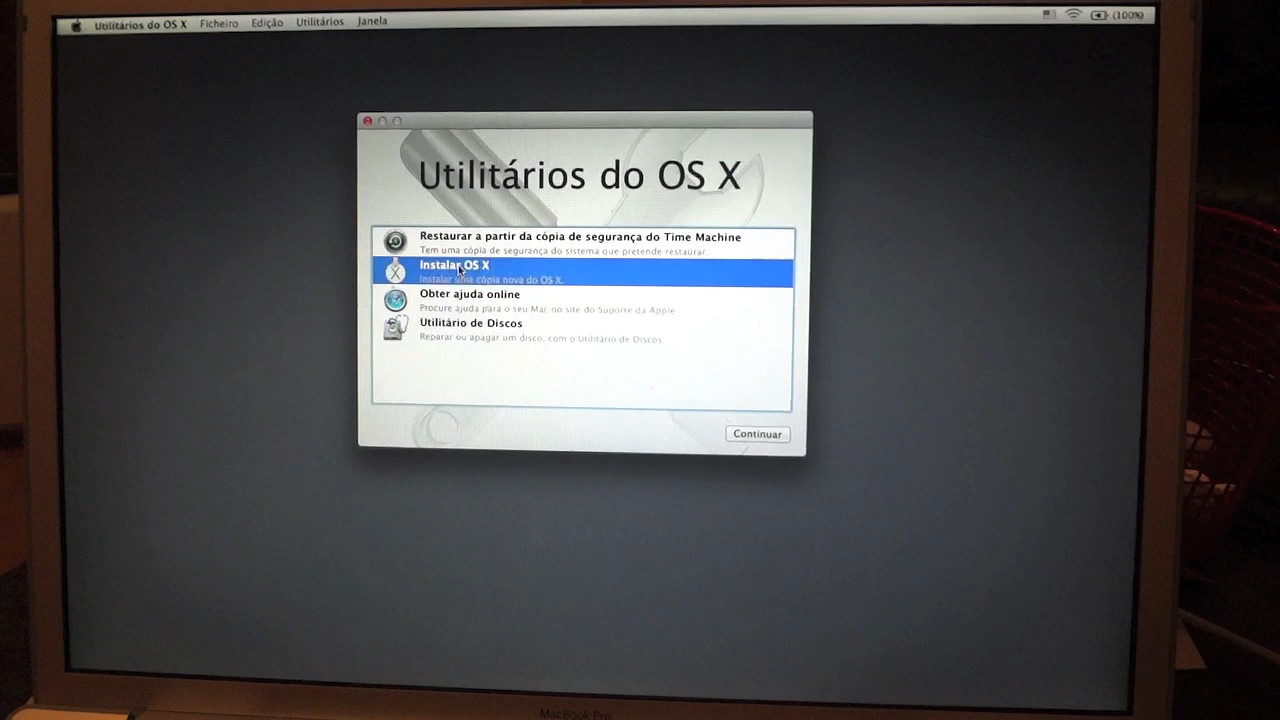 Utilitários do OS X Ficheiro Edição Utilitários Janela (100%)
Utilitários do OS X
Restaurar a partir da cópia de segurança do Time Machine
Tem uma cópia de segurança do sistema que pretende restaurar.
Instalar OS X
Instalar uma cópia nova do OS X.
Obter ajuda online
Procure ajuda para o seu Mac no site do Suporte da Apple
Utilitário de Discos
Reparar ou apagar um disco, com o Utilitário de Discos.
Continuar
MacBook Pro